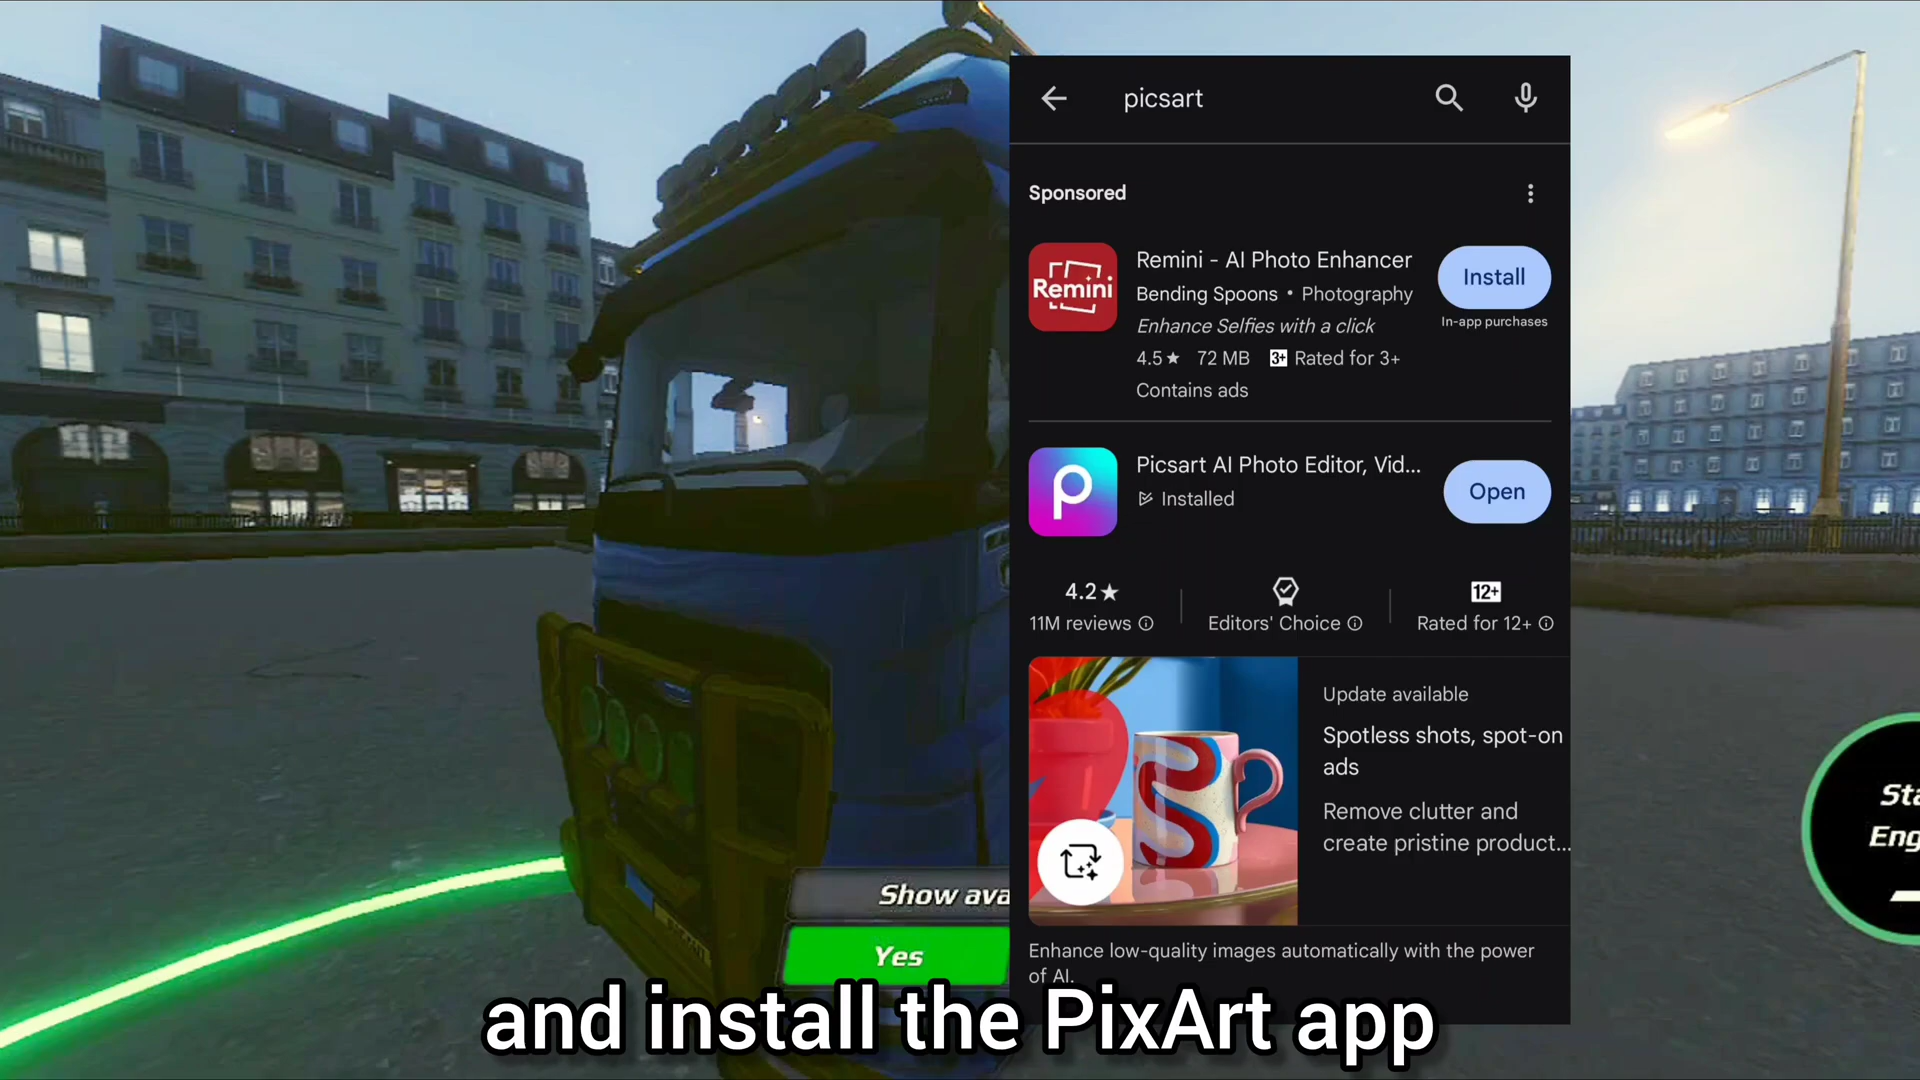 picsart
Sponsored
Remini
Remini - AI Photo Enhancer
Bending Spoons • Photography
Enhance Selfies with a click
4.5★ 72 MB 3+ Rated for 3+
Contains ads
Install
In-app purchases
Picsart AI Photo Editor, Vid...
Installed
Open
4.2★
11M reviews
Editors' Choice
12+
Rated for 12+
Update available
Spotless shots, spot-on
ads
Remove clutter and
create pristine product...
Enhance low-quality images automatically with the power
of AI.
Show ava
Yes
Sta
Eng
and install the PixArt app